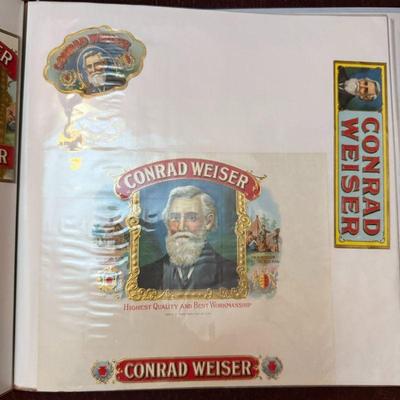 CONRAD WEISER
CONRAD
WEISER
CONRAD WEISER
HIGHEST QUALITY AND BEST WORKMANSHIP
CONRAD WEISER